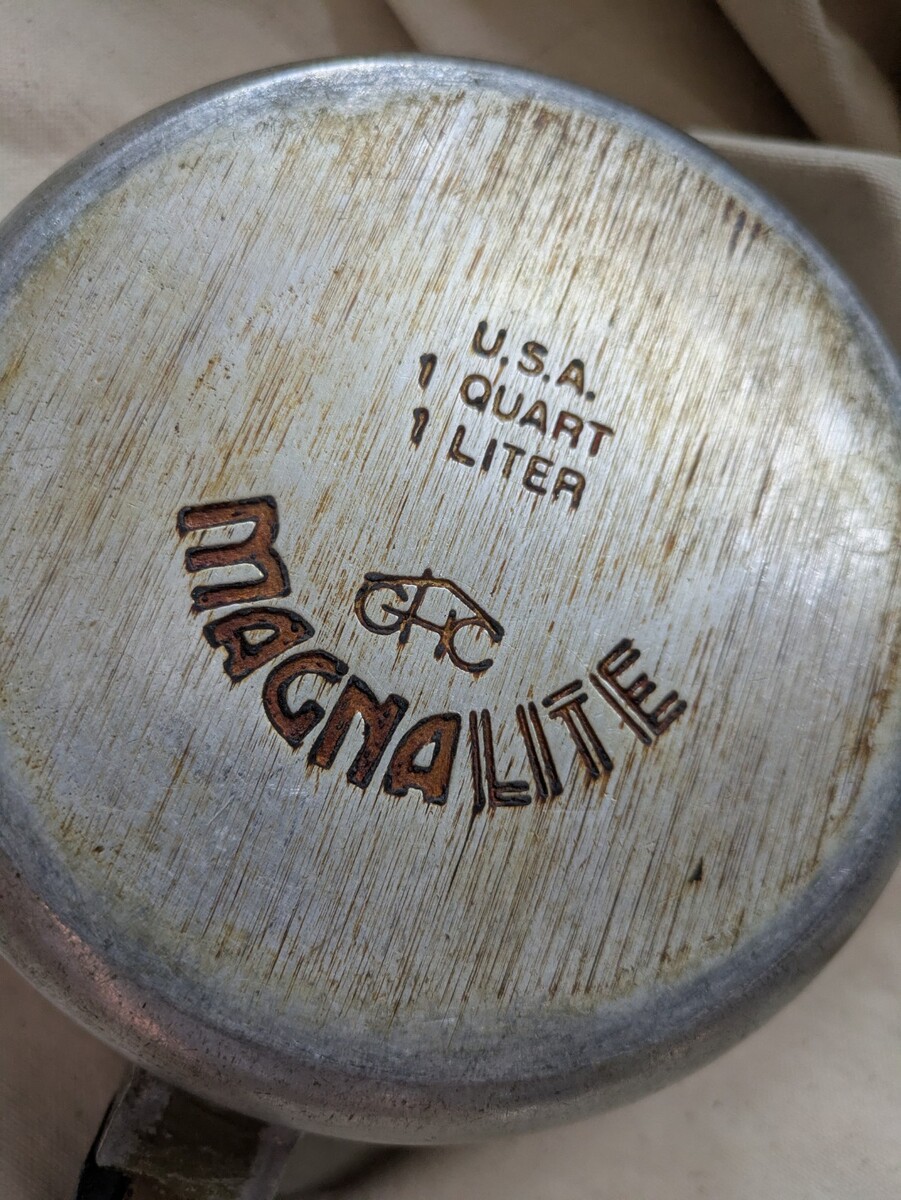 U.S.A.
1 QUART
1 LITER
GHC
MAGNALITE